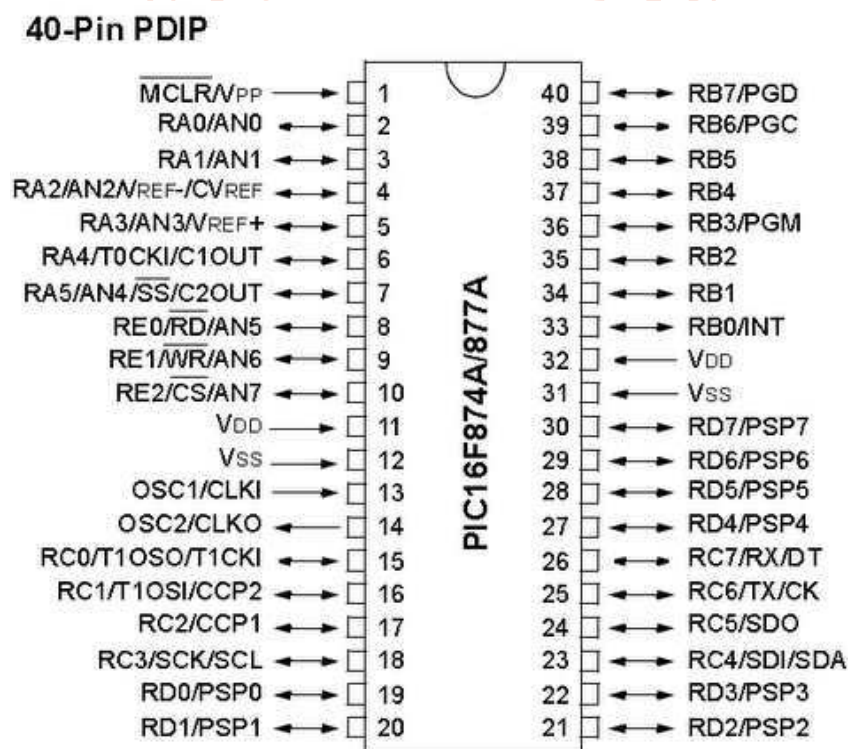 40-Pin PDIP
MCLR/VPP 1 40 RB7/PGD
RA0/AN0 2 39 RB6/PGC
RA1/AN1 3 38 RB5
RA2/AN2/VREF-/CVREF 4 37 RB4
RA3/AN3/VREF+ 5 36 RB3/PGM
RA4/T0CKI/C1OUT 6 35 RB2
RA5/AN4/SS/C2OUT 7 34 RB1
RE0/RD/AN5 8 33 RB0/INT
RE1/WR/AN6 9 32 VDD
RE2/CS/AN7 10 31 VSS
VDD 11 30 RD7/PSP7
VSS 12 29 RD6/PSP6
OSC1/CLKI 13 28 RD5/PSP5
OSC2/CLKO 14 27 RD4/PSP4
RC0/T1OSO/T1CKI 15 26 RC7/RX/DT
RC1/T1OSI/CCP2 16 25 RC6/TX/CK
RC2/CCP1 17 24 RC5/SDO
RC3/SCK/SCL 18 23 RC4/SDI/SDA
RD0/PSP0 19 22 RD3/PSP3
RD1/PSP1 20 21 RD2/PSP2
PIC16F874A/877A